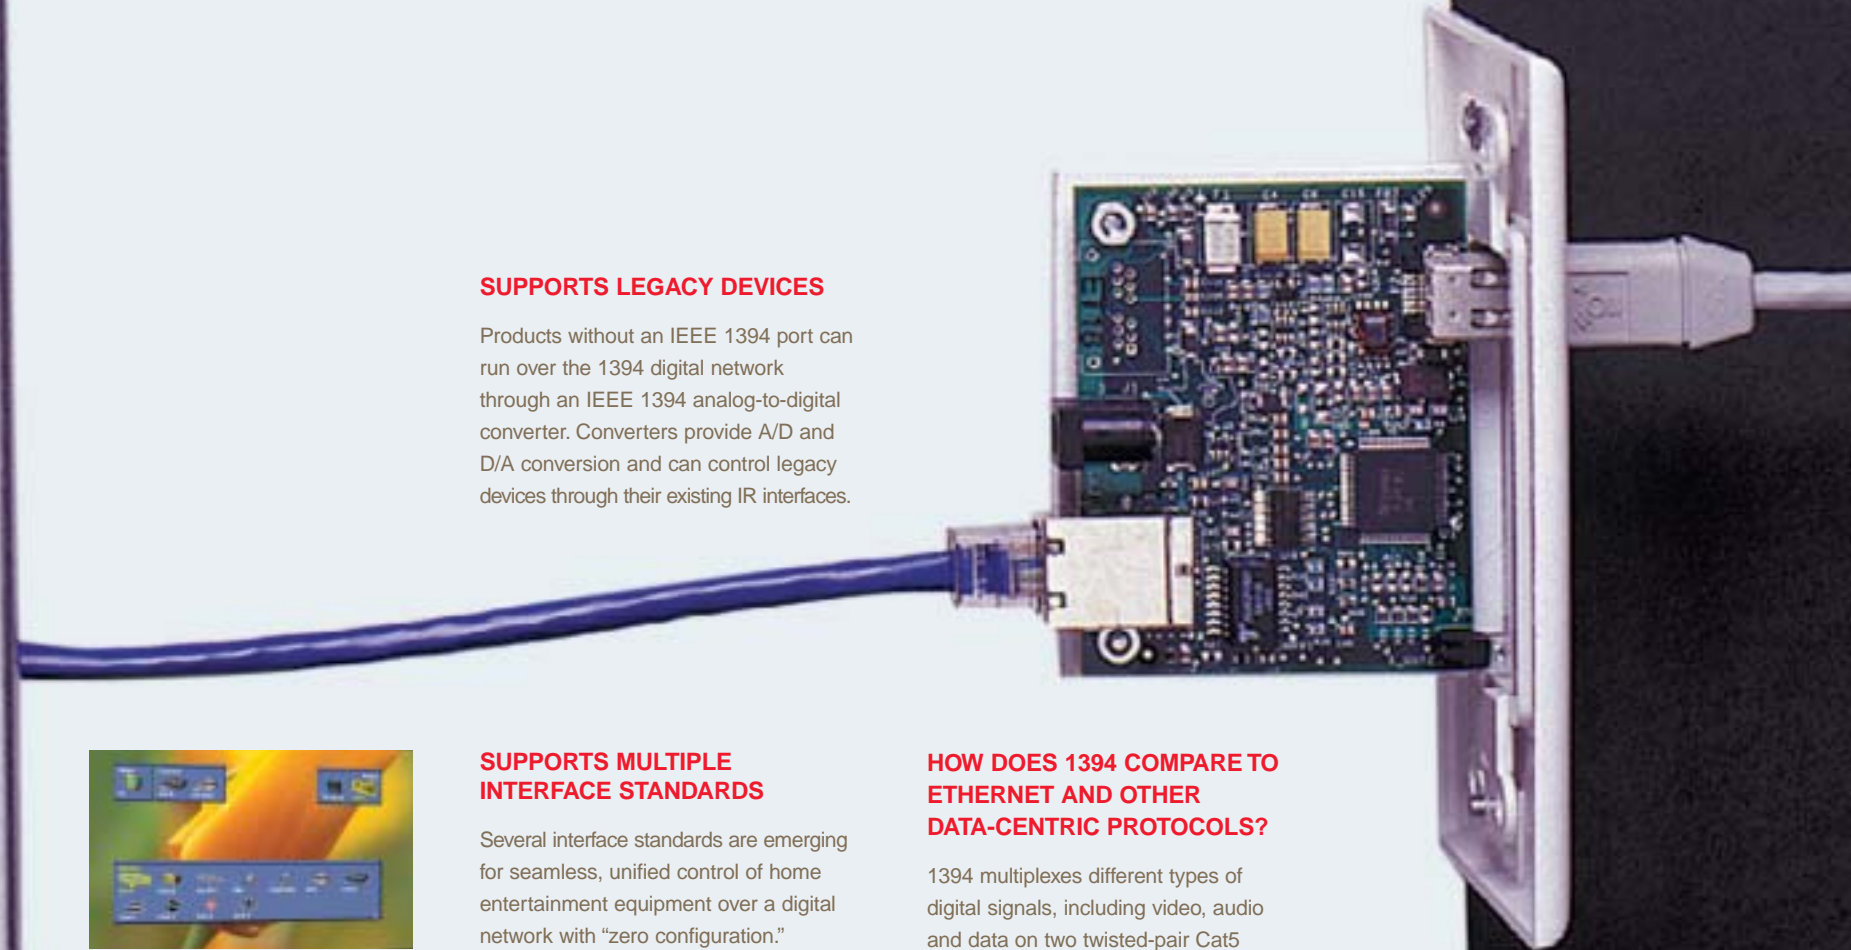 SUPPORTS LEGACY DEVICES
Products without an IEEE 1394 port can
run over the 1394 digital network
through an IEEE 1394 analog-to-digital
converter. Converters provide A/D and
D/A conversion and can control legacy
devices through their existing IR interfaces.
SUPPORTS MULTIPLE
INTERFACE STANDARDS
Several interface standards are emerging
for seamless, unified control of home
entertainment equipment over a digital
network with “zero configuration.”
HOW DOES 1394 COMPARE TO
ETHERNET AND OTHER
DATA-CENTRIC PROTOCOLS?
1394 multiplexes different types of
digital signals, including video, audio
and data on two twisted-pair Cat5